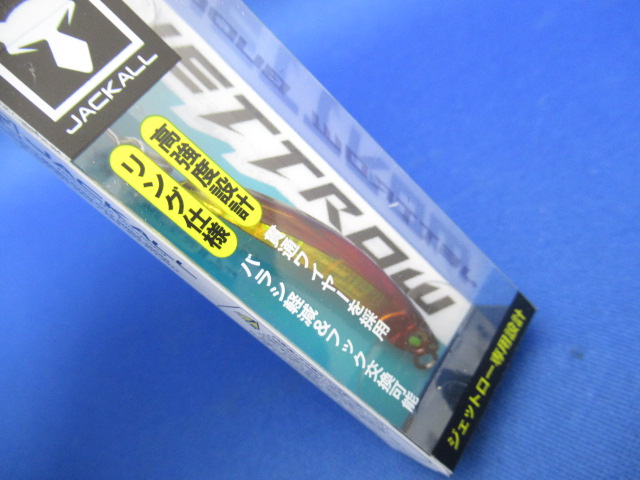 JACKALL
JETTROW
高強度設計
リング仕様
貫通ワイヤーを採用
バラシ軽減&フック交換可能
ジェットロー専用設計